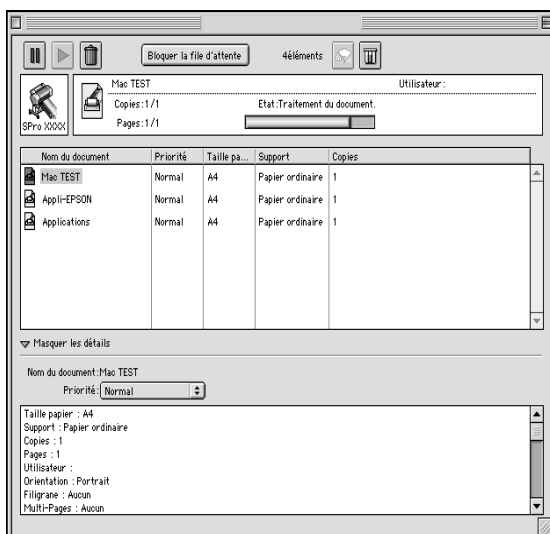 Bloquer la file d'attente 4éléments
Mac TEST Utilisateur :
Copies:1/1 Etat:Traitement du document.
Pages:1/1
SPro XXXX
Nom du document Priorité Taille pa... Support Copies
Mac TEST Normal A4 Papier ordinaire 1
Appli-EPSON Normal A4 Papier ordinaire 1
Applications Normal A4 Papier ordinaire 1
Masquer les détails
Nom du document:Mac TEST
Priorité: Normal
Taille papier : A4
Support : Papier ordinaire
Copies : 1
Pages : 1
Utilisateur :
Orientation : Portrait
Filigrane : Aucun
Multi-Pages : Aucun